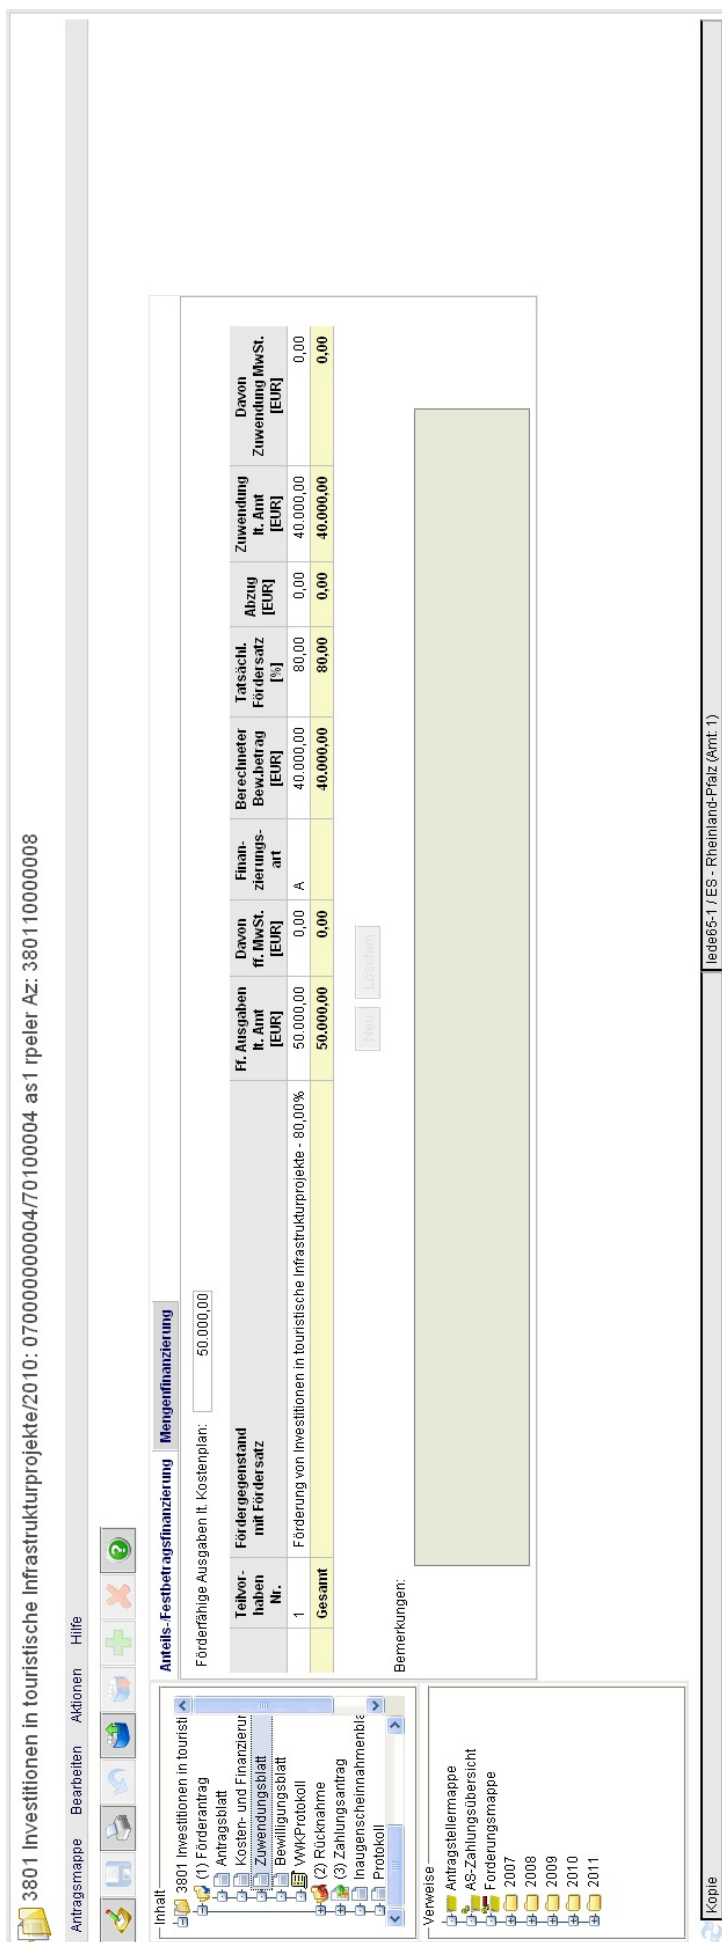 3801 Investitionen in touristische Infrastrukturprojekte/2010: 070000000004/70100004 as1 rpeler Az: 380110000008
Antragsmappe Bearbeiten Aktionen Hilfe
Inhalt
3801 Investitionen in touristi
(1) Förderantrag
Antragsblatt
Kosten- und Finanzierur
Zuwendungsblatt
Bewilligungsblatt
VWKProtokoll
(2) Rücknahme
(3) Zahlungsantrag
Inaugenscheinnahmenbla
Protokoll
Verweise
Antragstellermappe
AS-Zahlungsübersicht
Forderungsmappe
2007
2008
2009
2010
2011
Anteils-/Festbetragsfinanzierung Mengenfinanzierung
Förderfähige Ausgaben lt. Kostenplan: 50.000,00
Teilvor-
haben
Nr.
Fördergegenstand
mit Fördersatz
Ff. Ausgaben
lt. Amt
[EUR]
Davon
ff. MwSt.
[EUR]
Finan-
zierungs-
art
Berechneter
Bew.betrag
[EUR]
Tatsächl.
Fördersatz
[%]
Abzug
[EUR]
Zuwendung
lt. Amt
[EUR]
Davon
Zuwendung MwSt.
[EUR]
1 Förderung von Investitionen in touristische Infrastrukturprojekte - 80,00% 50.000,00 0,00 A 40.000,00 80,00 0,00 40.000,00 0,00
Gesamt 50.000,00 0,00 40.000,00 80,00 0,00 40.000,00 0,00
Neu Löschen
Bemerkungen:
Kopie lede65-1 / ES - Rheinland-Pfalz (Amt: 1)